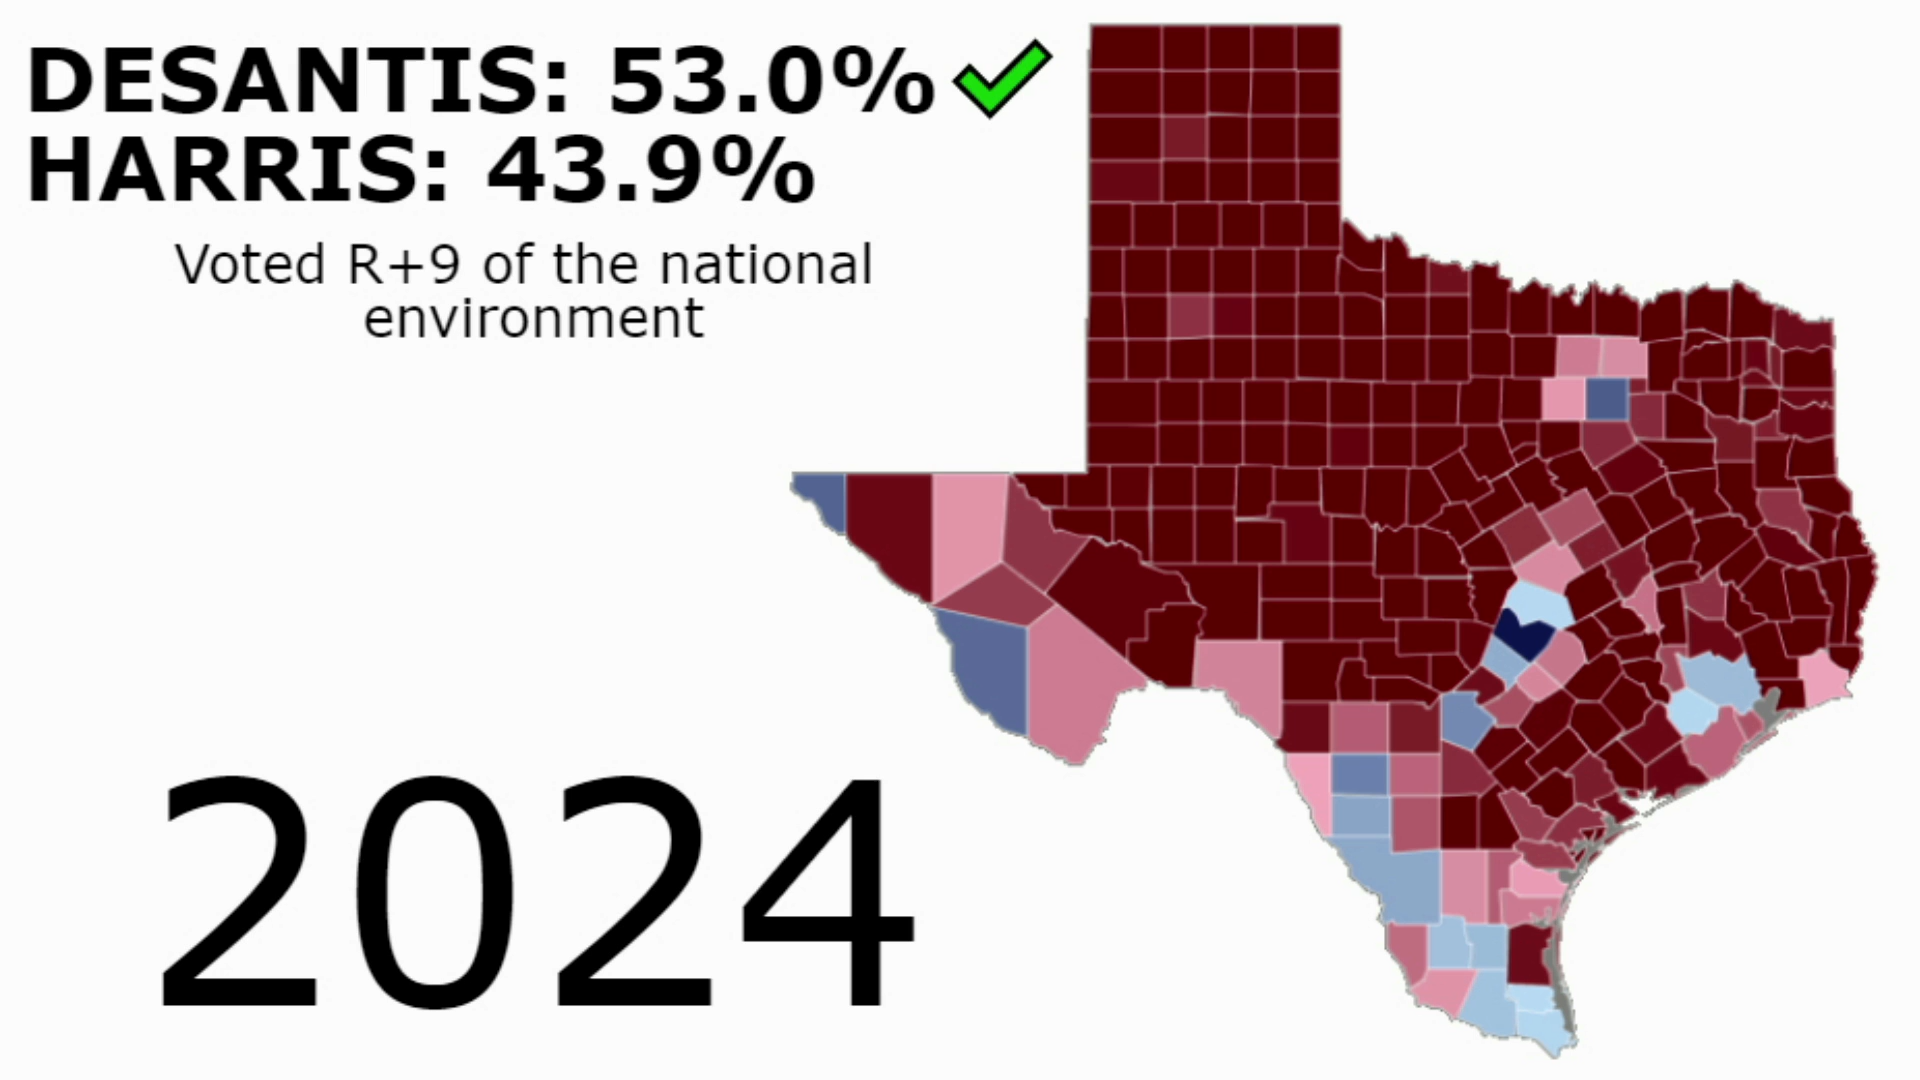 DESANTIS: 53.0%
HARRIS: 43.9%
Voted R+9 of the national
environment
2024